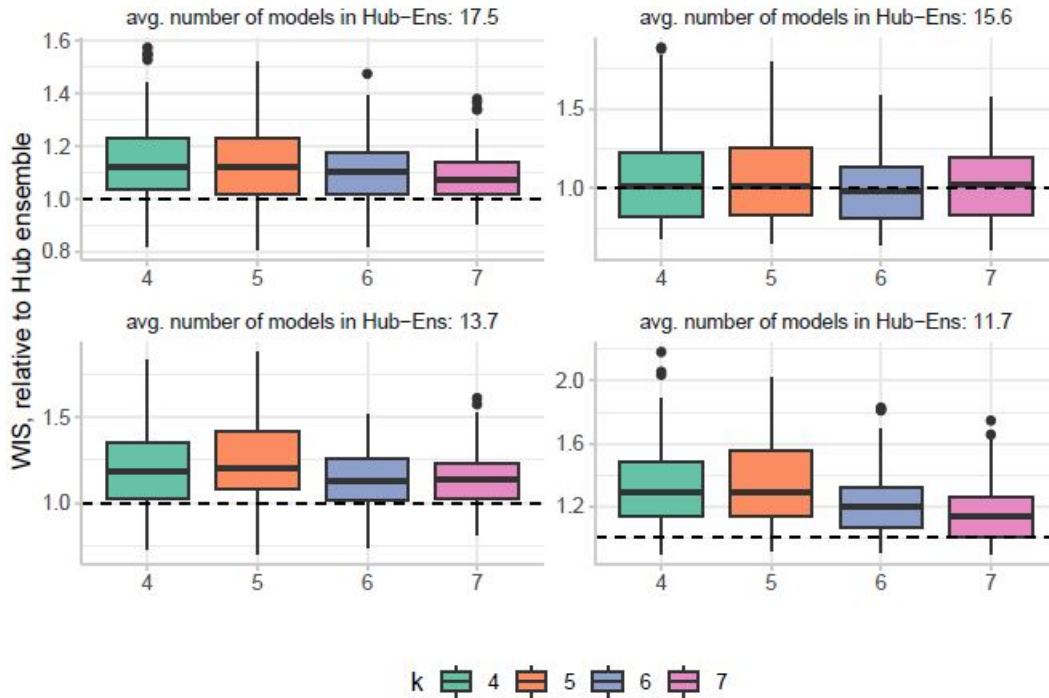 avg. number of models in Hub−Ens: 17.5
avg. number of models in Hub−Ens: 15.6
WIS, relative to Hub ensemble
1.6
1.4
1.2
1.0
0.8
4 5 6 7
1.5
1.0
4 5 6 7
avg. number of models in Hub−Ens: 13.7
avg. number of models in Hub−Ens: 11.7
1.5
1.0
4 5 6 7
2.0
1.6
1.2
4 5 6 7
k 4 5 6 7